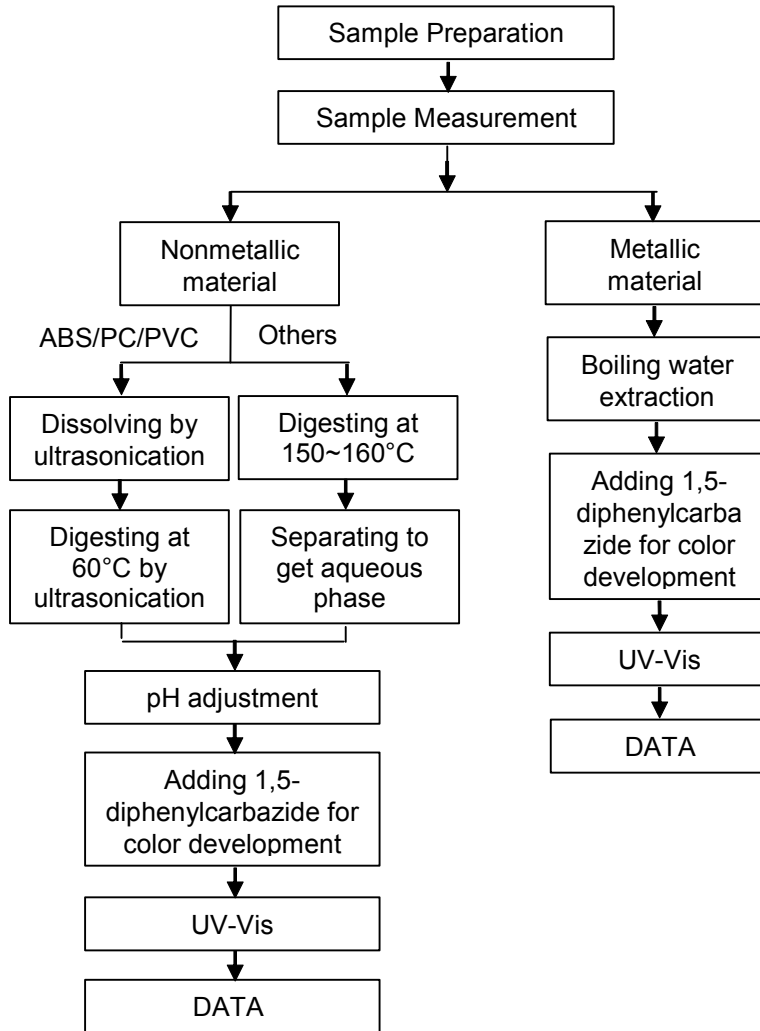 Sample Preparation
Sample Measurement
Nonmetallic
material
Metallic
material
ABS/PC/PVC
Others
Boiling water
extraction
Dissolving by
ultrasonication
Digesting at
150~160°C
Adding 1,5-
diphenylcarba
zide for color
development
Digesting at
60°C by
ultrasonication
Separating to
get aqueous
phase
UV-Vis
pH adjustment
DATA
Adding 1,5-
diphenylcarbazide for
color development
UV-Vis
DATA